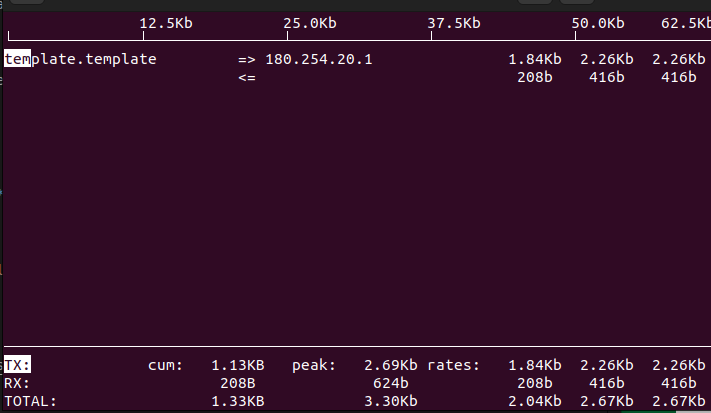 12.5Kb 25.0Kb 37.5Kb 50.0Kb 62.5Kb
template.template => 180.254.20.1 1.84Kb 2.26Kb 2.26Kb
<= 208b 416b 416b
TX: cum: 1.13KB peak: 2.69Kb rates: 1.84Kb 2.26Kb 2.26Kb
RX: 208B 624b 208b 416b 416b
TOTAL: 1.33KB 3.30Kb 2.04Kb 2.67Kb 2.67Kb